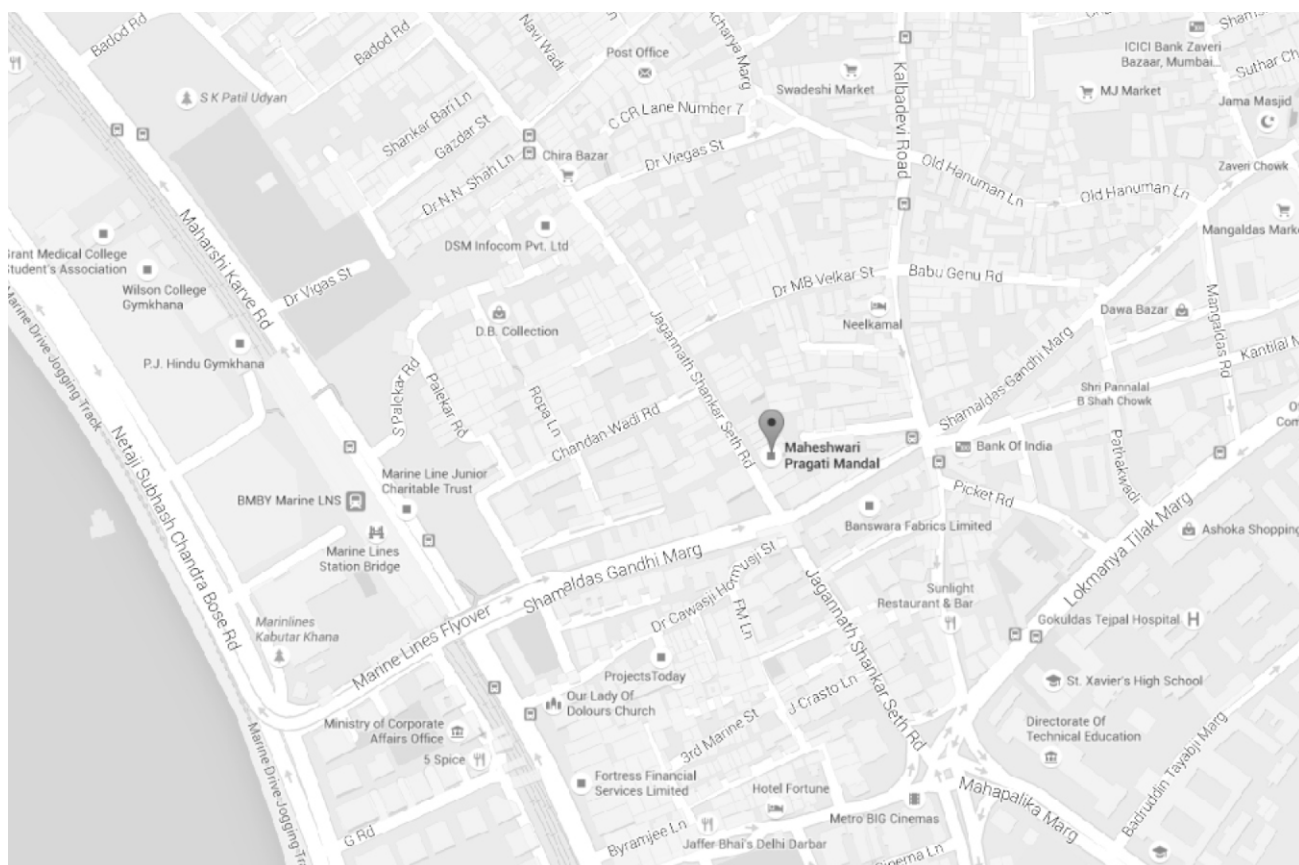 Badod Rd
Badod Rd
Navi Wadi
Acharya Marg
Post Office
Swadeshi Market
Kalbadevi Road
ICICI Bank Zaveri
Bazaar, Mumbai...
MJ Market
Jama Masjid
S K Patil Udyan
Shankar Bari Ln
Gazdar St
C CR Lane Number 7
Chira Bazar
Dr Viegas St
Dr N.N. Shah Ln
Old Hanuman Ln
Old Hanuman Ln
Zaveri Chowk
Maharshi Karve Rd
Grant Medical College
Student's Association
Wilson College
Gymkhana
DSM Infocom Pvt. Ltd
Dr Vigas St
Dr MB Velkar St
Babu Genu Rd
Mangaldas Rd
Marine Drive Jogging Track
P.J. Hindu Gymkhana
D.B. Collection
Jagannath Shankar Seth Rd
Neelkamal
Dawa Bazar
S Palekar Rd
Palekar Rd
Ropa Ln
Chandan Wadi Rd
Shamaldas Gandhi Marg
Shri Pannalal
B Shah Chowk
Maheshwari
Pragati Mandal
Bank Of India
Pathakwadi
Netaji Subhash Chandra Bose Rd
Marine Line Junior
Charitable Trust
BMBY Marine LNS
Picket Rd
Banswara Fabrics Limited
Lokmanya Tilak Marg
Ashoka Shopping
Marine Lines
Station Bridge
Shamaldas Gandhi Marg
Dr Cawasji Hormusji St
FM Ln
Jagannath Shankar Seth Rd
Sunlight
Restaurant & Bar
Gokuldas Tejpal Hospital
Marinlines
Kabutar Khana
Marine Lines Flyover
ProjectsToday
St. Xavier's High School
Our Lady Of
Dolours Church
J Crasto Ln
3rd Marine St
Ministry of Corporate
Affairs Office
5 Spice
Directorate Of
Technical Education
Badruddin Tayabji Marg
Marine Drive Jogging Track
Fortress Financial
Services Limited
Hotel Fortune
Metro BIG Cinemas
Mahapalika Marg
G Rd
Byramjee Ln
Jaffer Bhai's Delhi Darbar